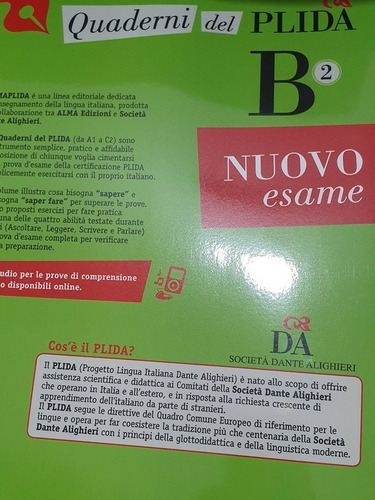 Quaderni del PLIDA
B2
NUOVO
esame
MAPLIDA è una linea editoriale dedicata
insegnamento della lingua italiana, prodotta
collaborazione tra ALMA Edizioni e Società
te Alighieri.
Quaderni del PLIDA (da A1 a C2) sono
strumento semplice, pratico e affidabile
posizione di chiunque voglia cimentarsi
prova d'esame della certificazione PLIDA
plicemente esercitarsi con il proprio italiano.
olume illustra cosa bisogna "sapere" e
sogna "saper fare" per superare le prove.
o proposti esercizi per fare pratica
una delle quattro abilità testate durante
i (Ascoltare, Leggere, Scrivere e Parlare)
ova d'esame completa per verificare
a preparazione.
udio per le prove di comprensione
o disponibili online.
DA
SOCIETÀ DANTE ALIGHIERI
Cos'è il PLIDA?
Il PLIDA (Progetto Lingua Italiana Dante Alighieri) è nato allo scopo di offrire
assistenza scientifica e didattica ai Comitati della Società Dante Alighieri
che operano in Italia e all'estero, e in risposta alla richiesta crescente di
apprendimento dell'italiano da parte di stranieri.
Il PLIDA segue le direttive del Quadro Comune Europeo di riferimento per le
lingue e opera per far coesistere la tradizione più che centenaria della Società
Dante Alighieri con i principi della glottodidattica e della linguistica moderne.